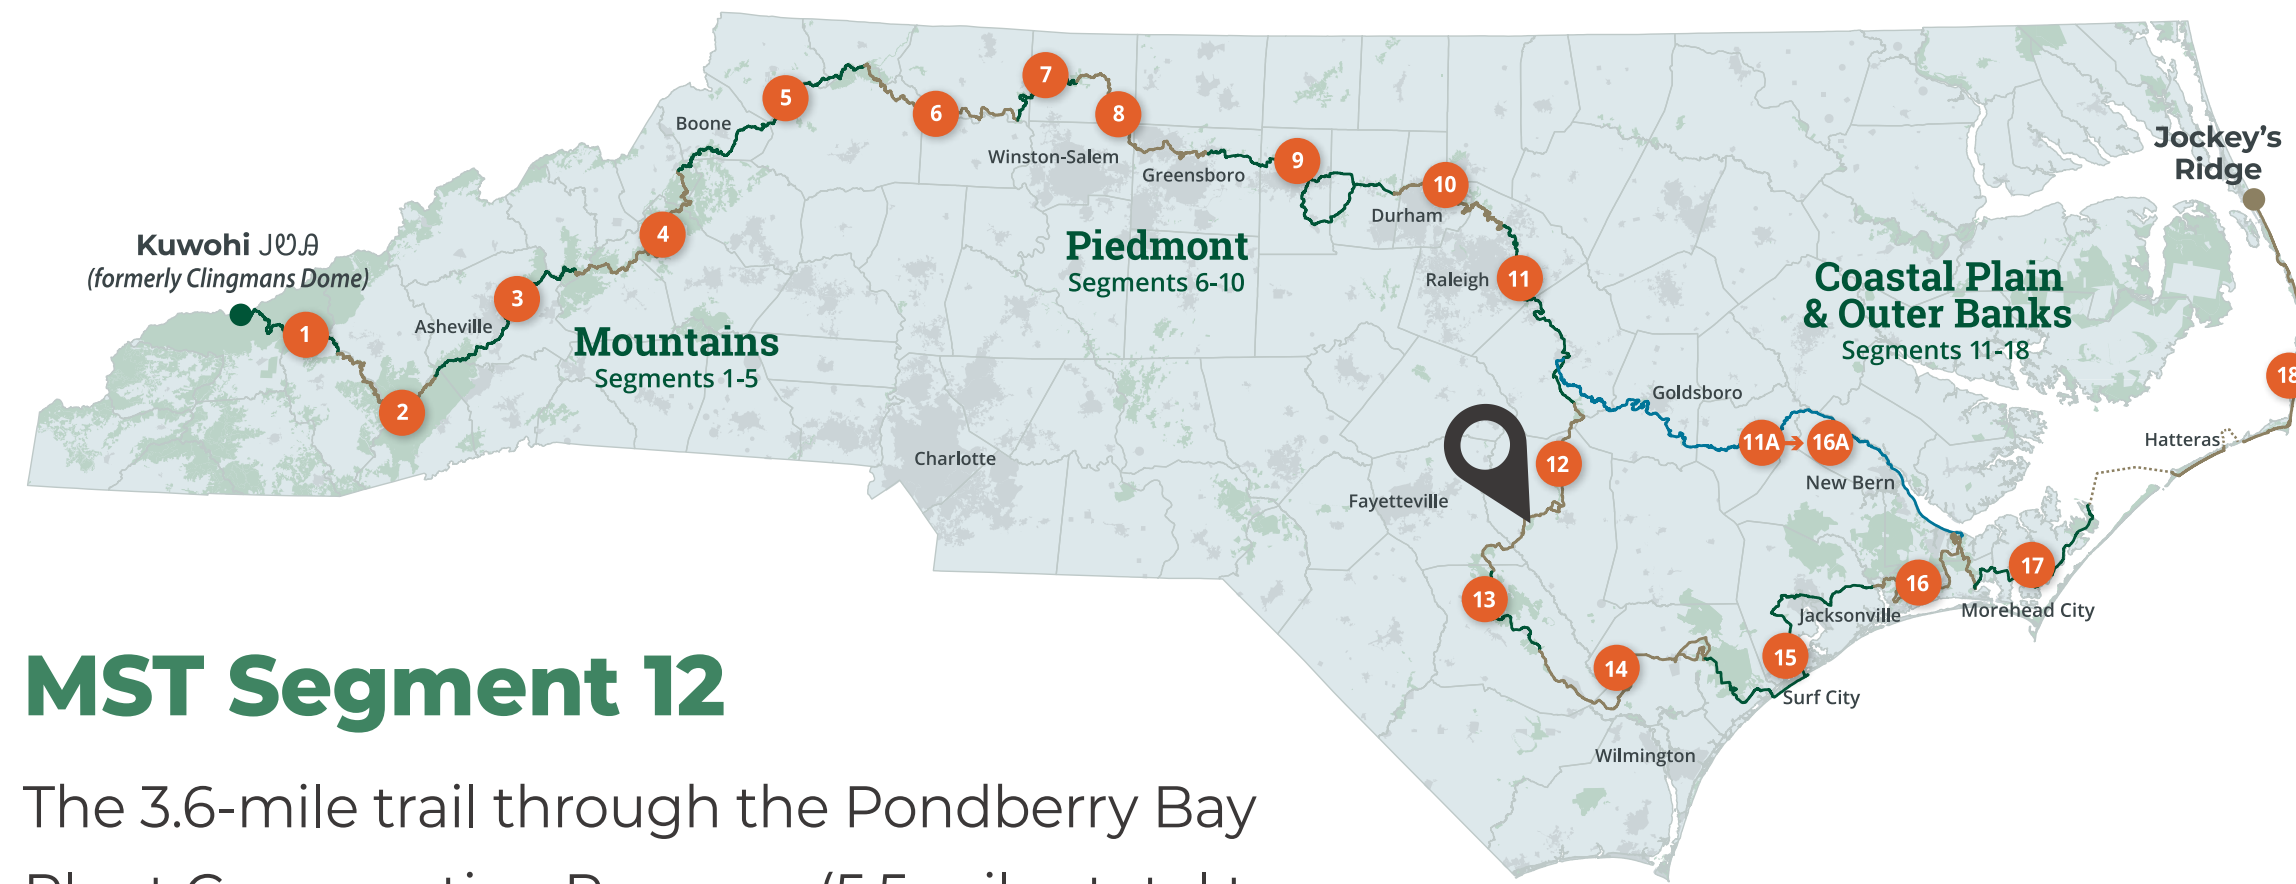 Kuwohi ᎫᏬᎯ
(formerly Clingmans Dome)
1
2
Asheville
3
4
Boone
5
Mountains
Segments 1-5
6
7
8
Winston-Salem
Greensboro
9
10
Durham
Piedmont
Segments 6-10
Charlotte
Raleigh
11
Jockey's
Ridge
Coastal Plain
& Outer Banks
Segments 11-18
18
Goldsboro
11A
16A
New Bern
Hatteras
12
Fayetteville
13
14
15
16
17
Jacksonville
Morehead City
Surf City
Wilmington
MST Segment 12
The 3.6-mile trail through the Pondberry Bay